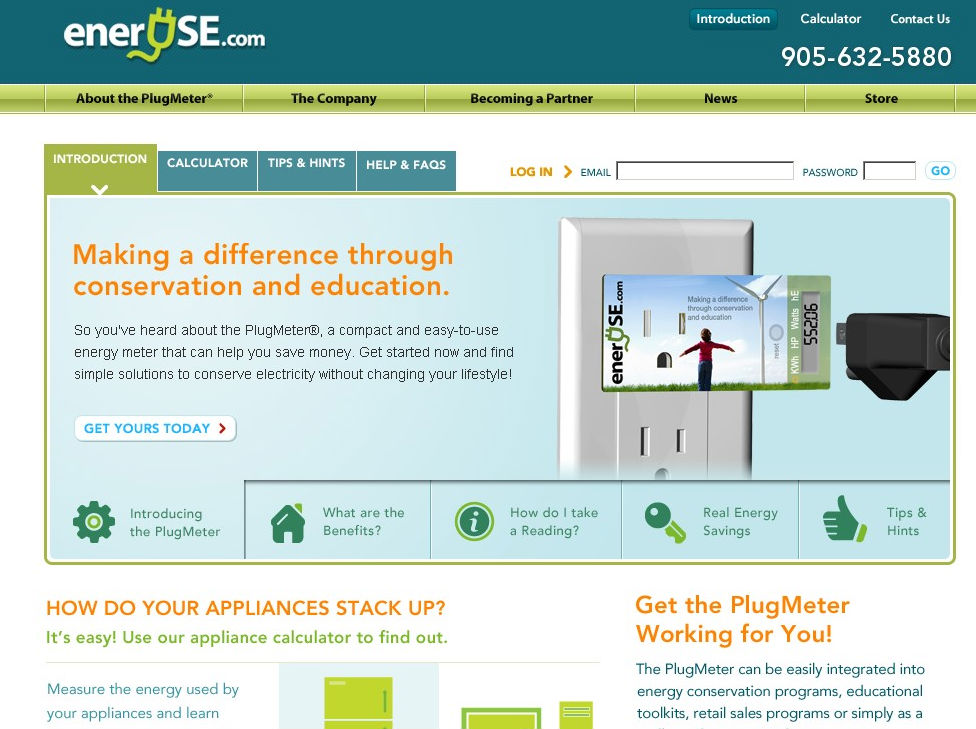 enerUSE.com
Introduction
Calculator
Contact Us
905-632-5880
About the PlugMeter®
The Company
Becoming a Partner
News
Store
INTRODUCTION
CALCULATOR
TIPS & HINTS
HELP & FAQS
LOG IN
EMAIL
PASSWORD
GO
Making a difference through
conservation and education.
So you've heard about the PlugMeter®, a compact and easy-to-use
energy meter that can help you save money. Get started now and find
simple solutions to conserve electricity without changing your lifestyle!
GET YOURS TODAY
enerUSE.com
Making a difference
through conservation
and education
reset
KWh HP Watts hE
552.06
Introducing
the PlugMeter
What are the
Benefits?
How do I take
a Reading?
Real Energy
Savings
Tips &
Hints
HOW DO YOUR APPLIANCES STACK UP?
It's easy! Use our appliance calculator to find out.
Measure the energy used by
your appliances and learn
Get the PlugMeter
Working for You!
The PlugMeter can be easily integrated into
energy conservation programs, educational
toolkits, retail sales programs or simply as a